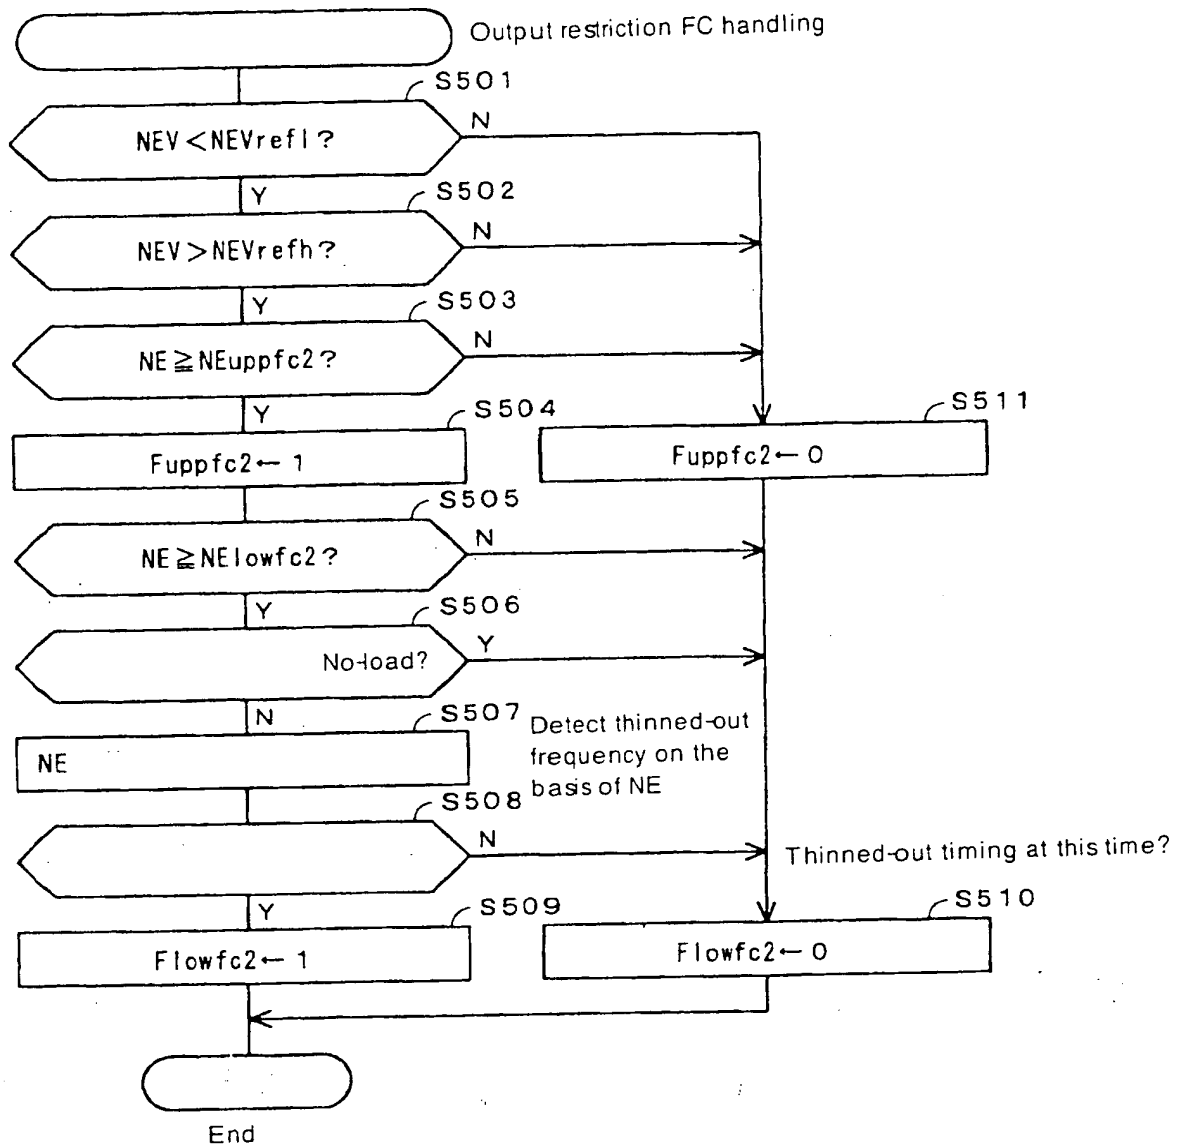 Output restriction FC handling
S501
NEV<NEVrefl?
N
Y
S502
NEV>NEVrefh?
N
Y
S503
NE≧NEuppfc2?
N
Y
S504
Fuppfc2←1
S511
Fuppfc2←0
S505
NE≧NElowfc2?
N
Y
S506
No-load?
Y
N
S507
NE
Detect thinned-out
frequency on the
basis of NE
S508
N
Thinned-out timing at this time?
Y
S509
Flowfc2←1
S510
Flowfc2←0
End